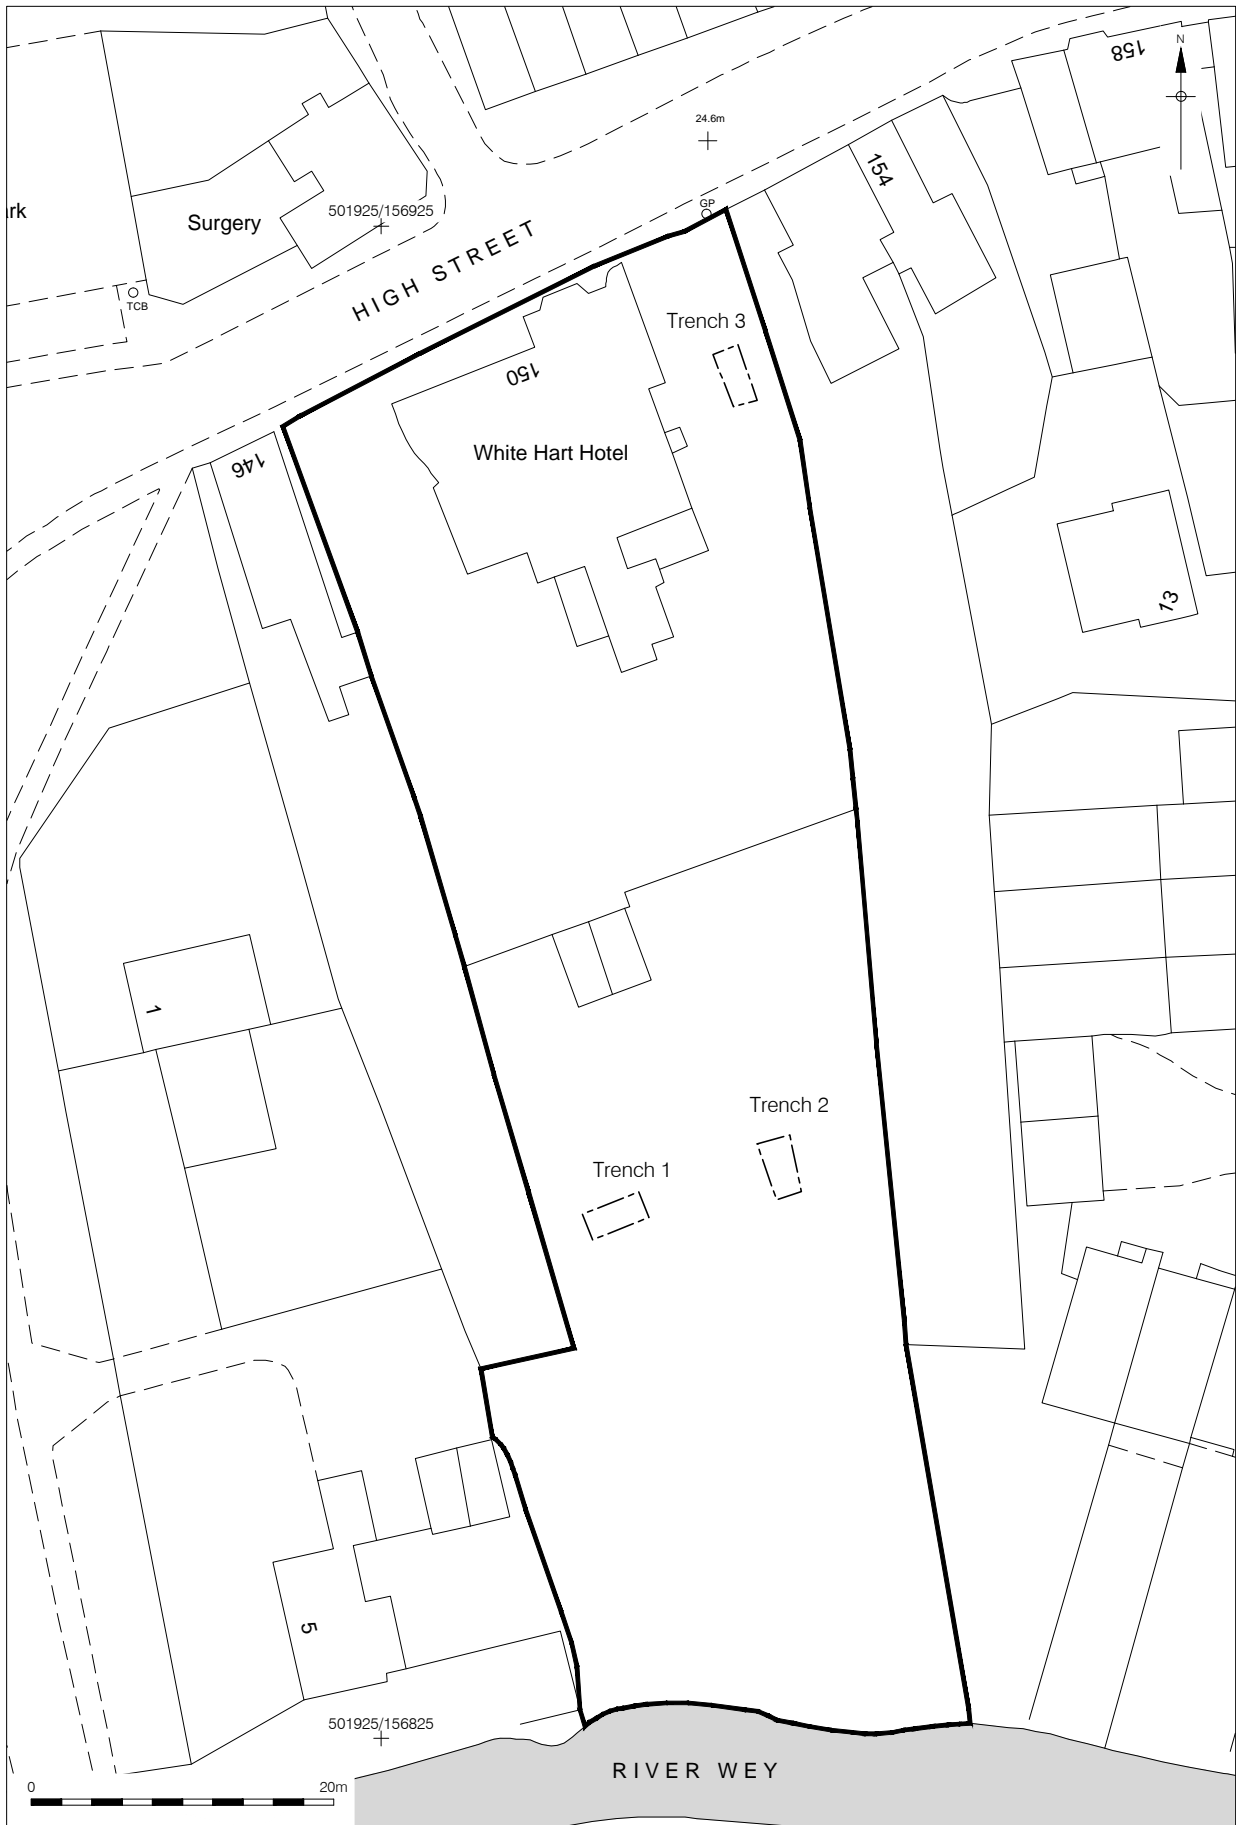 158
N
24.6m
154
ark
Surgery
501925/156925
GP
HIGH STREET
TCB
Trench 3
150
White Hart Hotel
146
13
1
Trench 2
Trench 1
5
501925/156825
RIVER WEY
0 20m